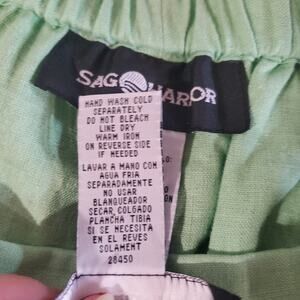 SAG HARBOR
HAND WASH COLD
SEPARATELY
DO NOT BLEACH
LINE DRY
WARM IRON
ON REVERSE SIDE
IF NEEDED
LAVAR A MANO CON
AGUA FRIA
SEPARADAMENTE
NO USAR
BLANQUEADOR
SECAR, COLGADO
PLANCHA TIBIA
SI SE NECESITA
EN EL REVES
SOLAMENT
28450